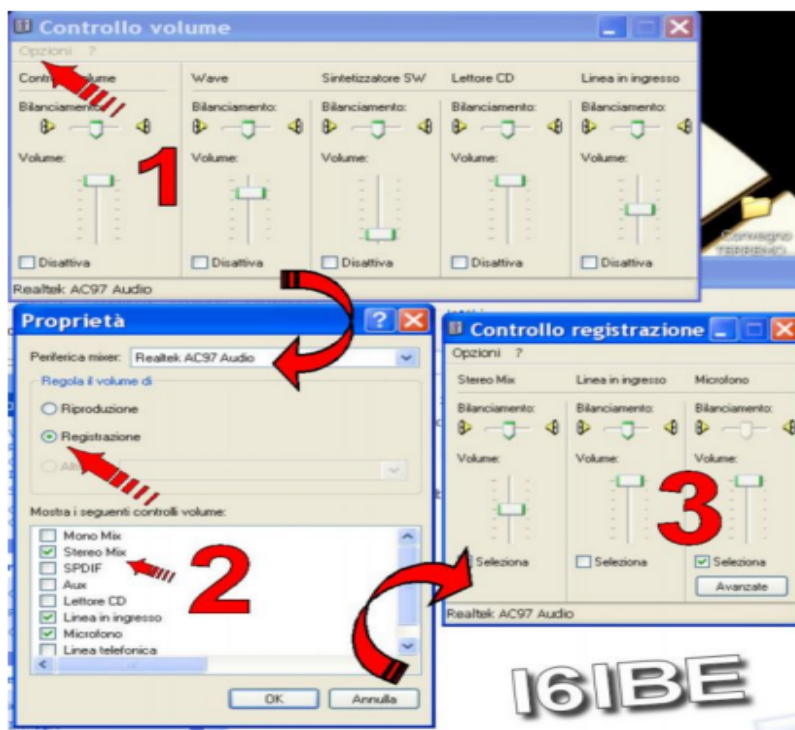 Controllo volume
Opzioni ?
Wave Sintetizzatore SW Lettore CD Linea in ingresso
Bilanciamento: Bilanciamento: Bilanciamento: Bilanciamento: Bilanciamento:
Volume: Volume: Volume: Volume: Volume:
1
Disattiva Disattiva Disattiva Disattiva Disattiva
Realtek AC97 Audio
Convegno
Proprietà
Periferica mixer: Realtek AC97 Audio
Regola il volume di
Riproduzione
Registrazione
Mostra i seguenti controlli volume:
Mono Mix
Stereo Mix
SPDIF
Aux
Lettore CD
Linea in ingresso
Microfono
Linea telefonica
2
OK Annulla
Controllo registrazione
Opzioni ?
Stereo Mix Linea in ingresso Microfono
Bilanciamento: Bilanciamento: Bilanciamento:
Volume: Volume: Volume:
3
Seleziona Seleziona Seleziona
Avanzate
Realtek AC97 Audio
I6IBE